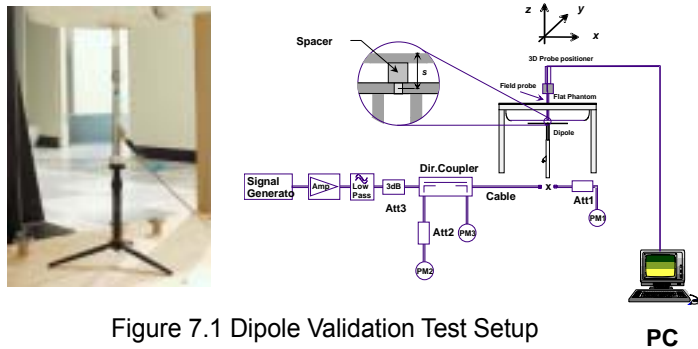 z
y
x
Spacer
s
3D Probe positioner
Field probe
Flat Phantom
Dipole
Signal
Generato
Amp
Low
Pass
3dB
Att3
Dir.Coupler
Cable
x
Att1
PM1
Att2
PM3
PM2
Figure 7.1 Dipole Validation Test Setup
PC